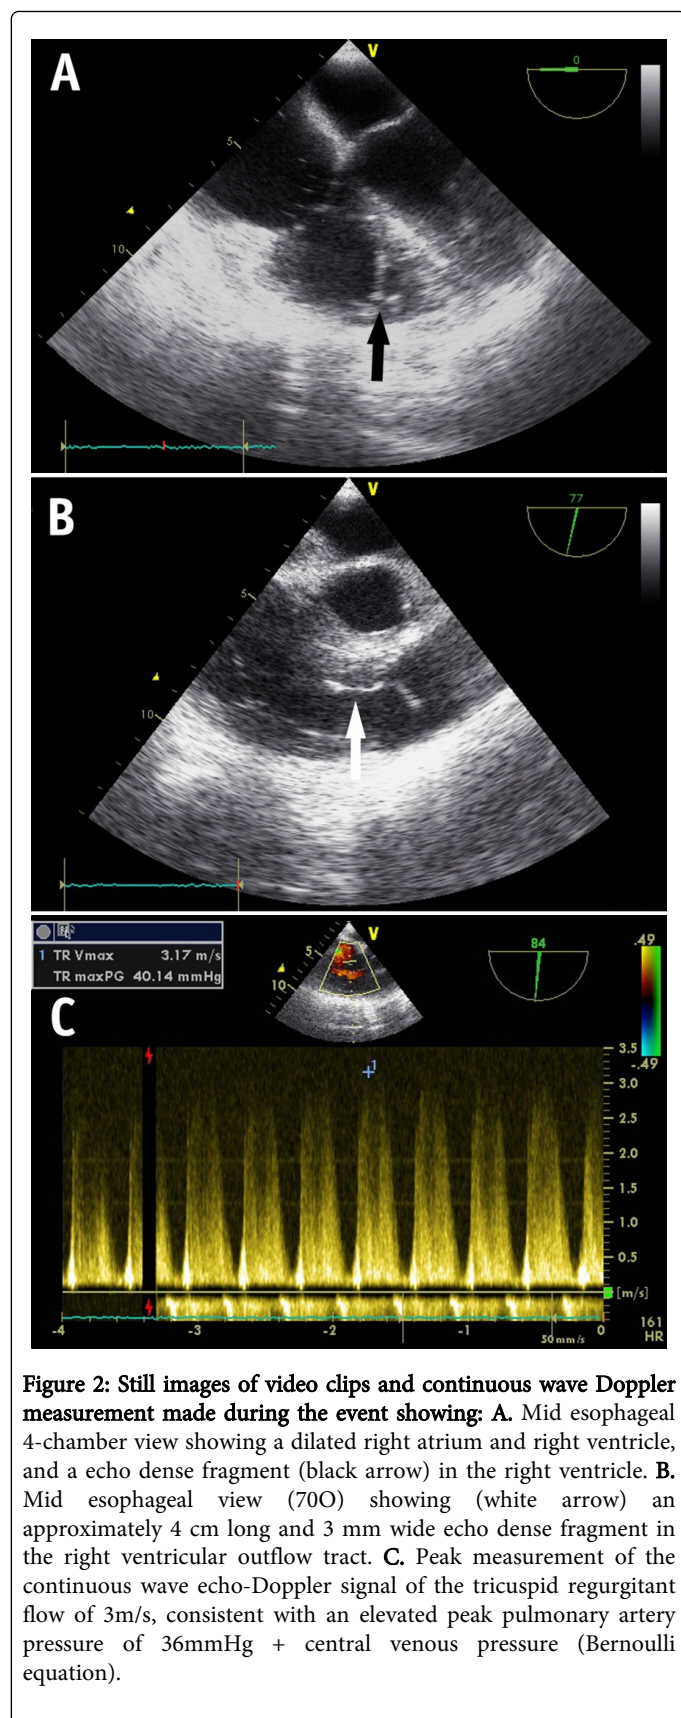 A
V
0
5
10
B
V
77
5
10
1 TR Vmax 3.17 m/s
TR maxPG 40.14 mmHg
V
5
10
84
.49
-.49
C
1
3.5
3.0
2.5
2.0
1.5
1.0
0.5
[m/s]
-4 -3 -2 -1 0
50mm/s
161
HR
Figure 2: Still images of video clips and continuous wave Doppler
measurement made during the event showing: A. Mid esophageal
4-chamber view showing a dilated right atrium and right ventricle,
and a echo dense fragment (black arrow) in the right ventricle. B.
Mid esophageal view (70O) showing (white arrow) an
approximately 4 cm long and 3 mm wide echo dense fragment in
the right ventricular outflow tract. C. Peak measurement of the
continuous wave echo-Doppler signal of the tricuspid regurgitant
flow of 3m/s, consistent with an elevated peak pulmonary artery
pressure of 36mmHg + central venous pressure (Bernoulli
equation).